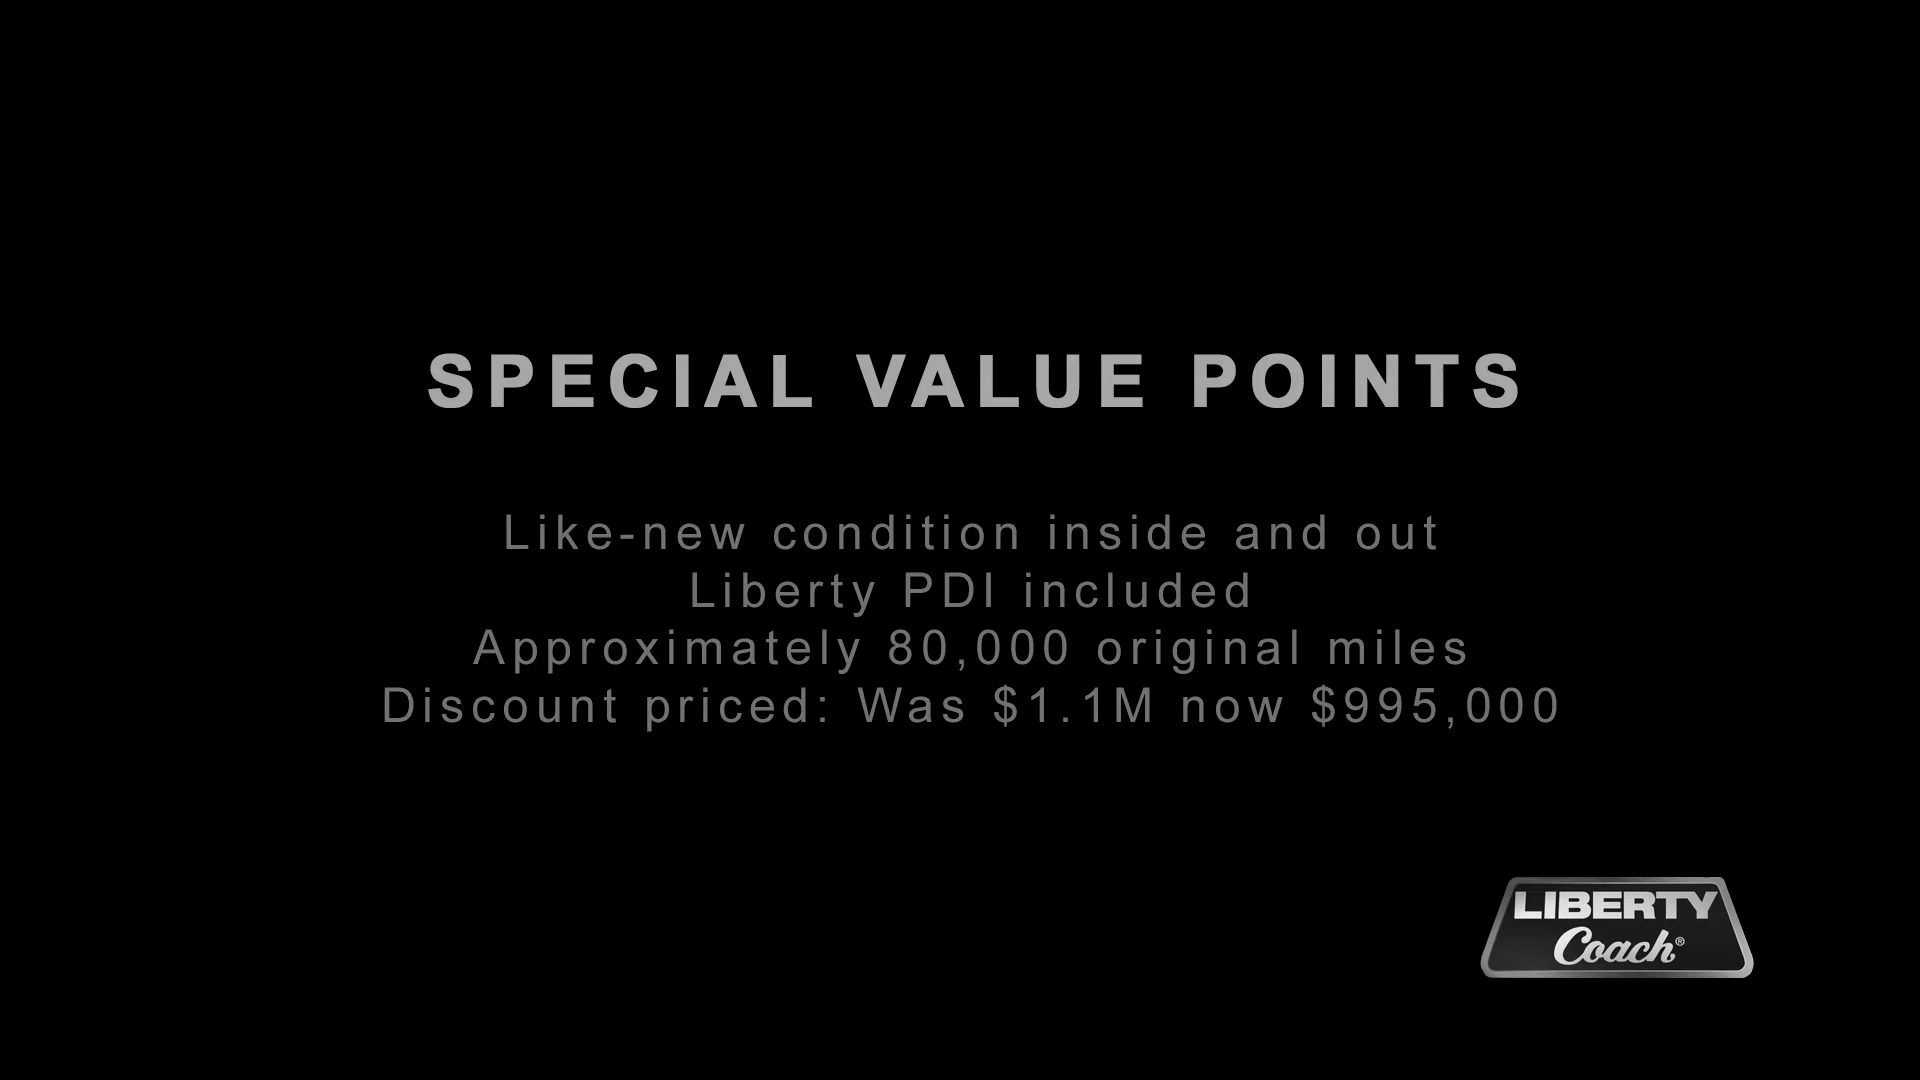 SPECIAL VALUE POINTS
Like-new condition inside and out
Liberty PDI included
Approximately 80,000 original miles
Discount priced: Was $1.1M now $995,000
LIBERTY
Coach®